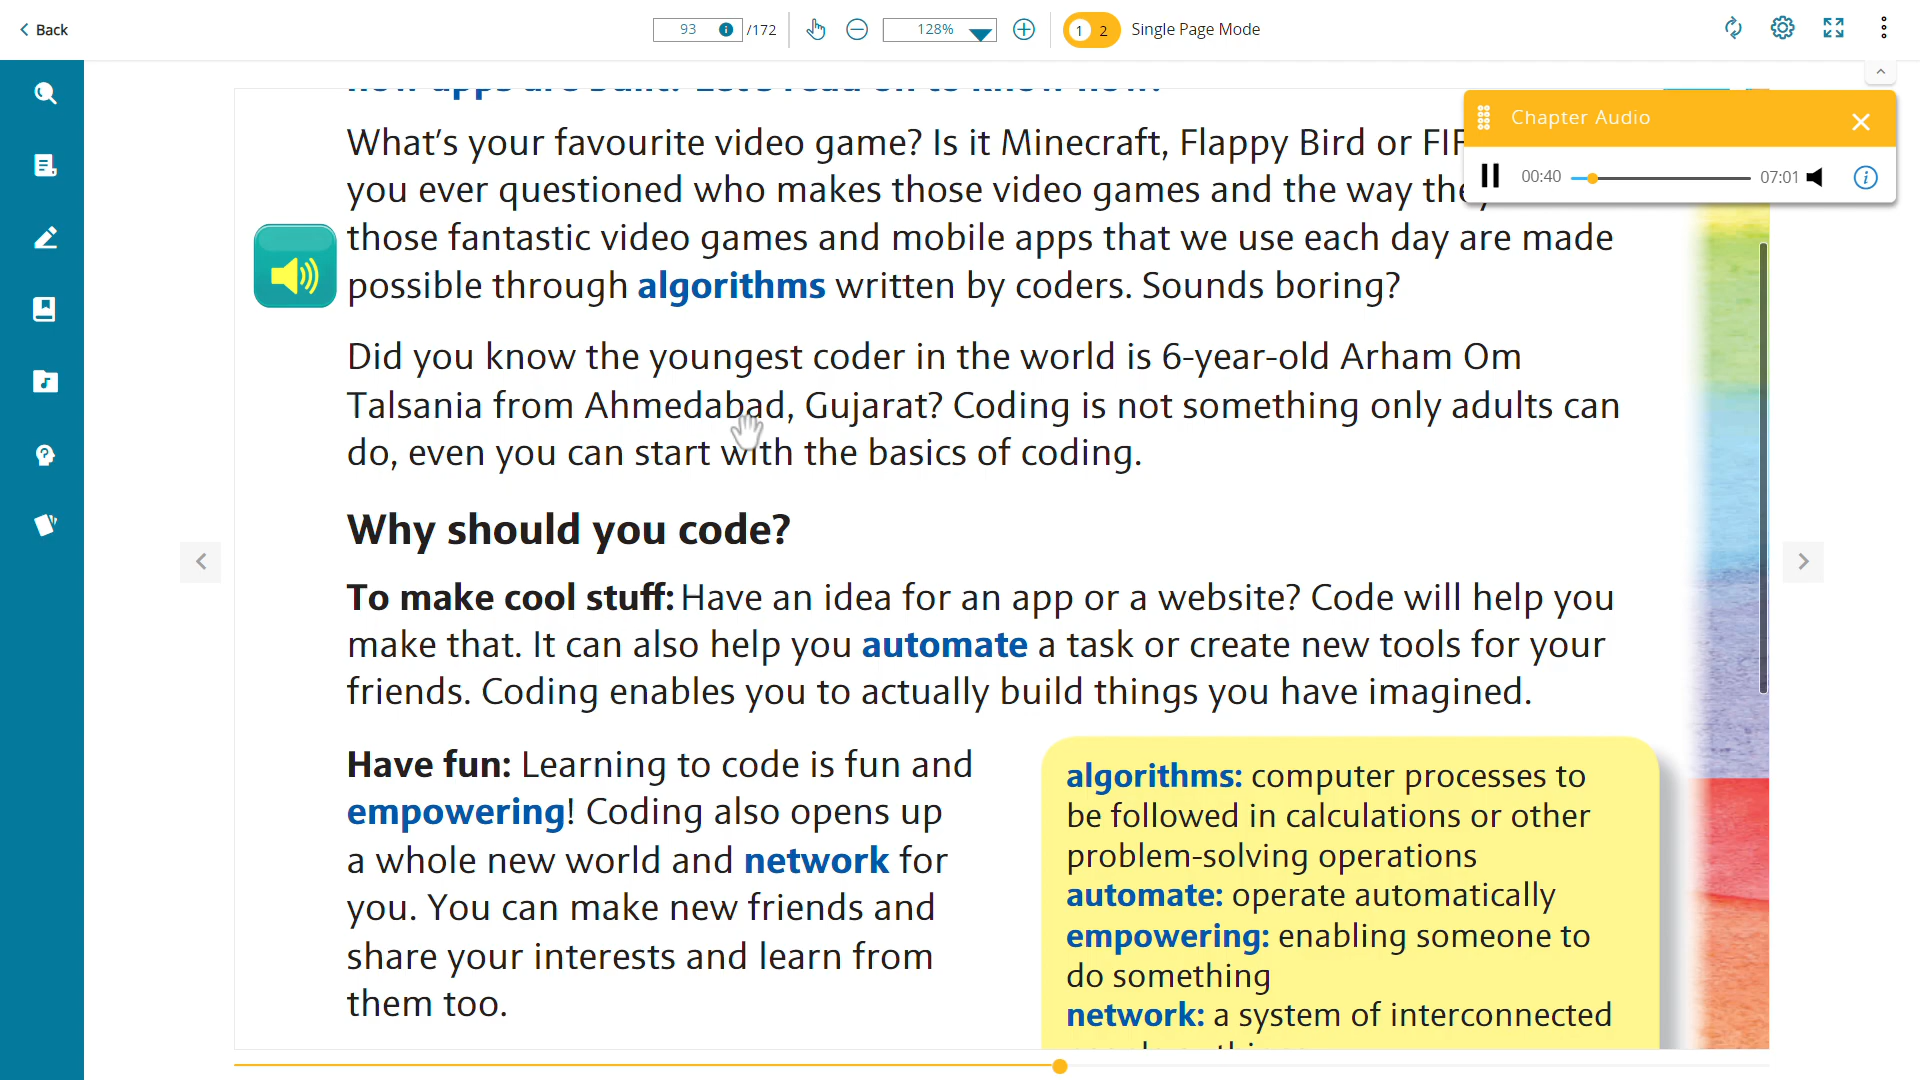 Back
93
/172
128%
1 2
Single Page Mode
Chapter Audio
00:40
07:01
What's your favourite video game? Is it Minecraft, Flappy Bird or
you ever questioned who makes those video games and the way
those fantastic video games and mobile apps that we use each day are made
possible through algorithms written by coders. Sounds boring?
Did you know the youngest coder in the world is 6-year-old Arham Om
Talsania from Ahmedabad, Gujarat? Coding is not something only adults can
do, even you can start with the basics of coding.
Why should you code?
To make cool stuff: Have an idea for an app or a website? Code will help you
make that. It can also help you automate a task or create new tools for your
friends. Coding enables you to actually build things you have imagined.
Have fun: Learning to code is fun and
empowering! Coding also opens up
a whole new world and network for
you. You can make new friends and
share your interests and learn from
them too.
algorithms: computer processes to
be followed in calculations or other
problem-solving operations
automate: operate automatically
empowering: enabling someone to
do something
network: a system of interconnected